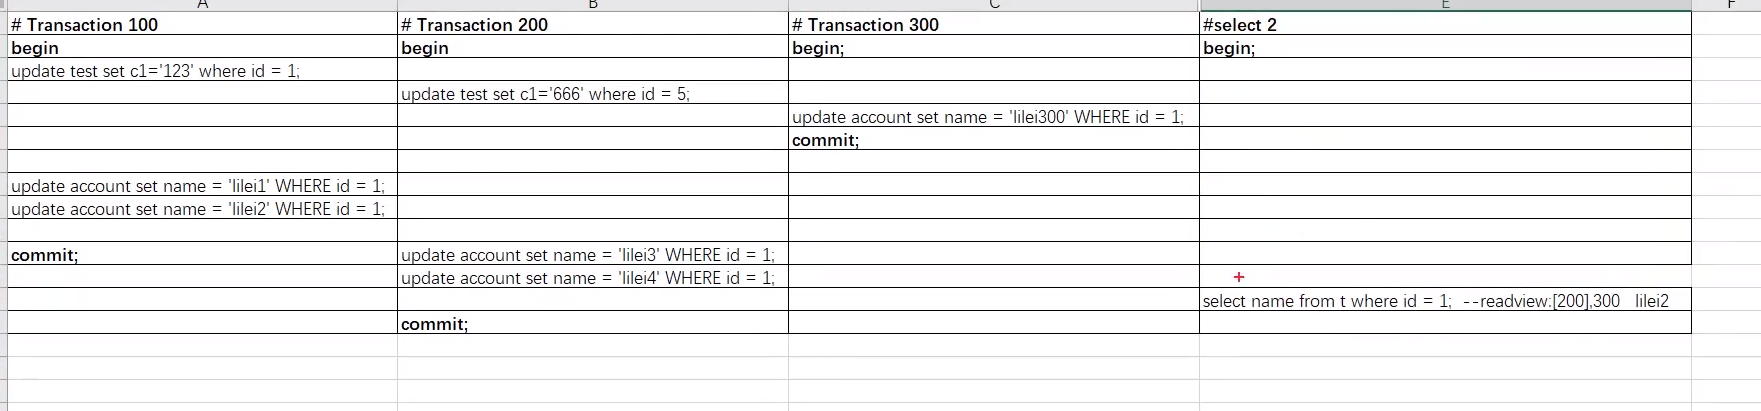 A B C E F
# Transaction 100 # Transaction 200 # Transaction 300 #select 2
begin begin begin; begin;
update test set c1='123' where id = 1;
update test set c1='666' where id = 5;
update account set name = 'lilei300' WHERE id = 1;
commit;
update account set name = 'lilei1' WHERE id = 1;
update account set name = 'lilei2' WHERE id = 1;
commit; update account set name = 'lilei3' WHERE id = 1;
update account set name = 'lilei4' WHERE id = 1;
select name from t where id = 1; --readview:[200],300 lilei2
commit;